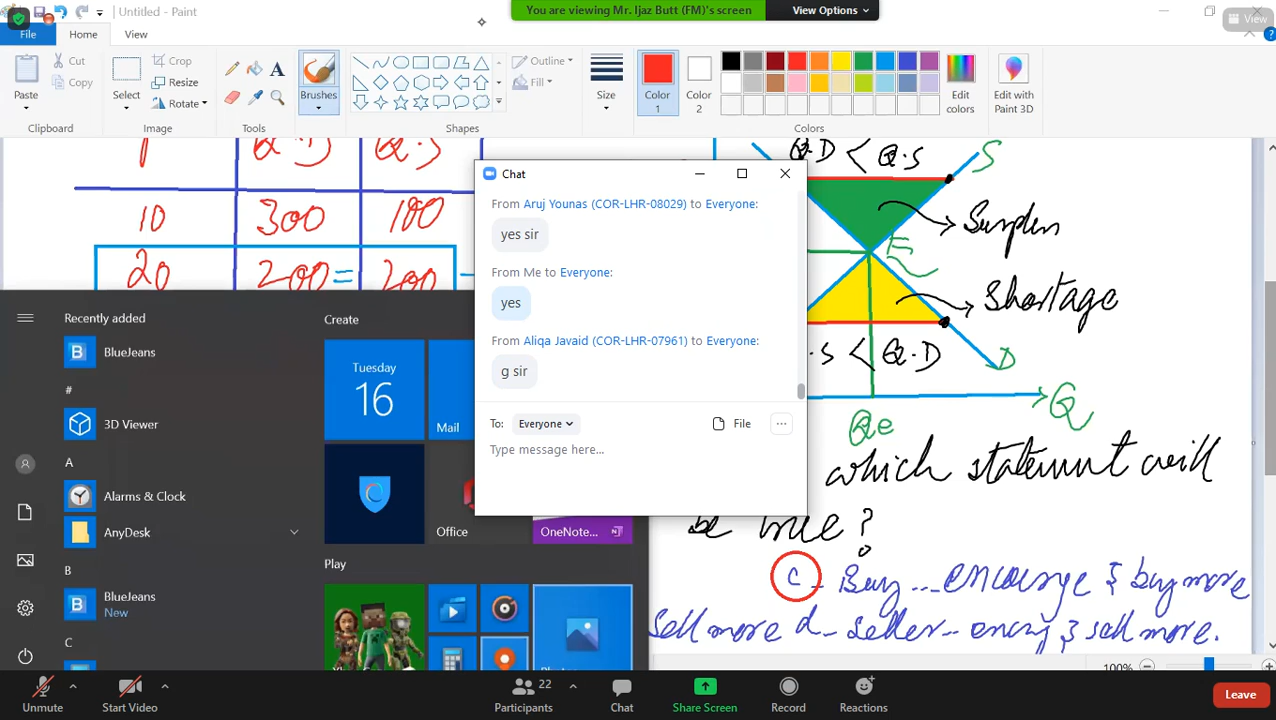 Untitled - Paint
You are viewing Mr. Ijaz Butt (FM)'s screen
View Options
View
File
Home
View
Paste
Cut
Copy
Clipboard
Select
Crop
Resize
Rotate
Image
Tools
Brushes
Shapes
Outline
Fill
Size
Color 1
Color 2
Colors
Edit colors
Edit with Paint 3D
Q.D
Q.S
10
300
100
20
200 =
200
Q.D < Q.S
S
Surplus
E
Shortage
.S < Q.D
D
Q
Qe
which statement will
be true?
c - Buy... encourage & buy more
sell more d - seller - encrg & sell more.
Chat
From Aruj Younas (COR-LHR-08029) to Everyone:
yes sir
From Me to Everyone:
yes
From Aliqa Javaid (COR-LHR-07961) to Everyone:
g sir
To:
Everyone
File
Type message here...
Recently added
BlueJeans
#
3D Viewer
A
Alarms & Clock
AnyDesk
B
BlueJeans
New
C
Create
Tuesday
16
Mail
Office
OneNote...
Play
100%
Unmute
Start Video
22
Participants
Chat
Share Screen
Record
Reactions
Leave